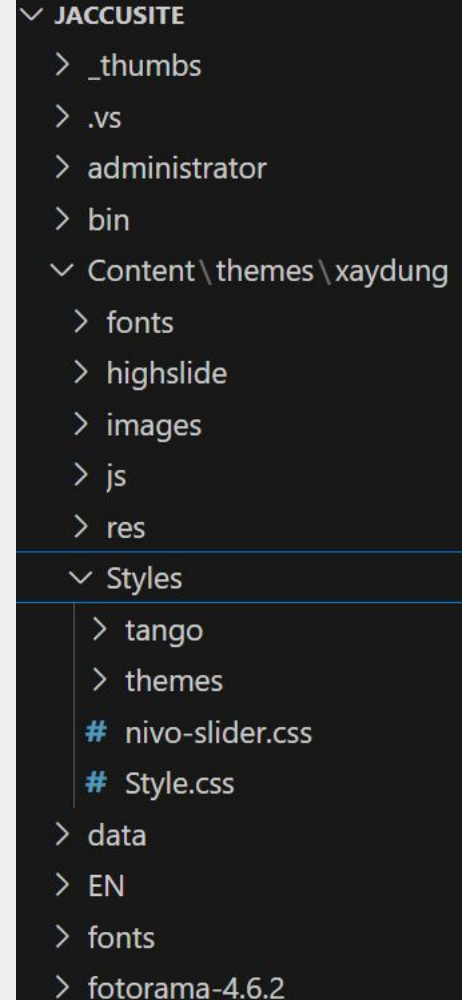 JACCUSITE
_thumbs
.vs
administrator
bin
Content\themes\xaydung
fonts
highslide
images
js
res
Styles
tango
themes
# nivo-slider.css
# Style.css
data
EN
fonts
fotorama-4.6.2